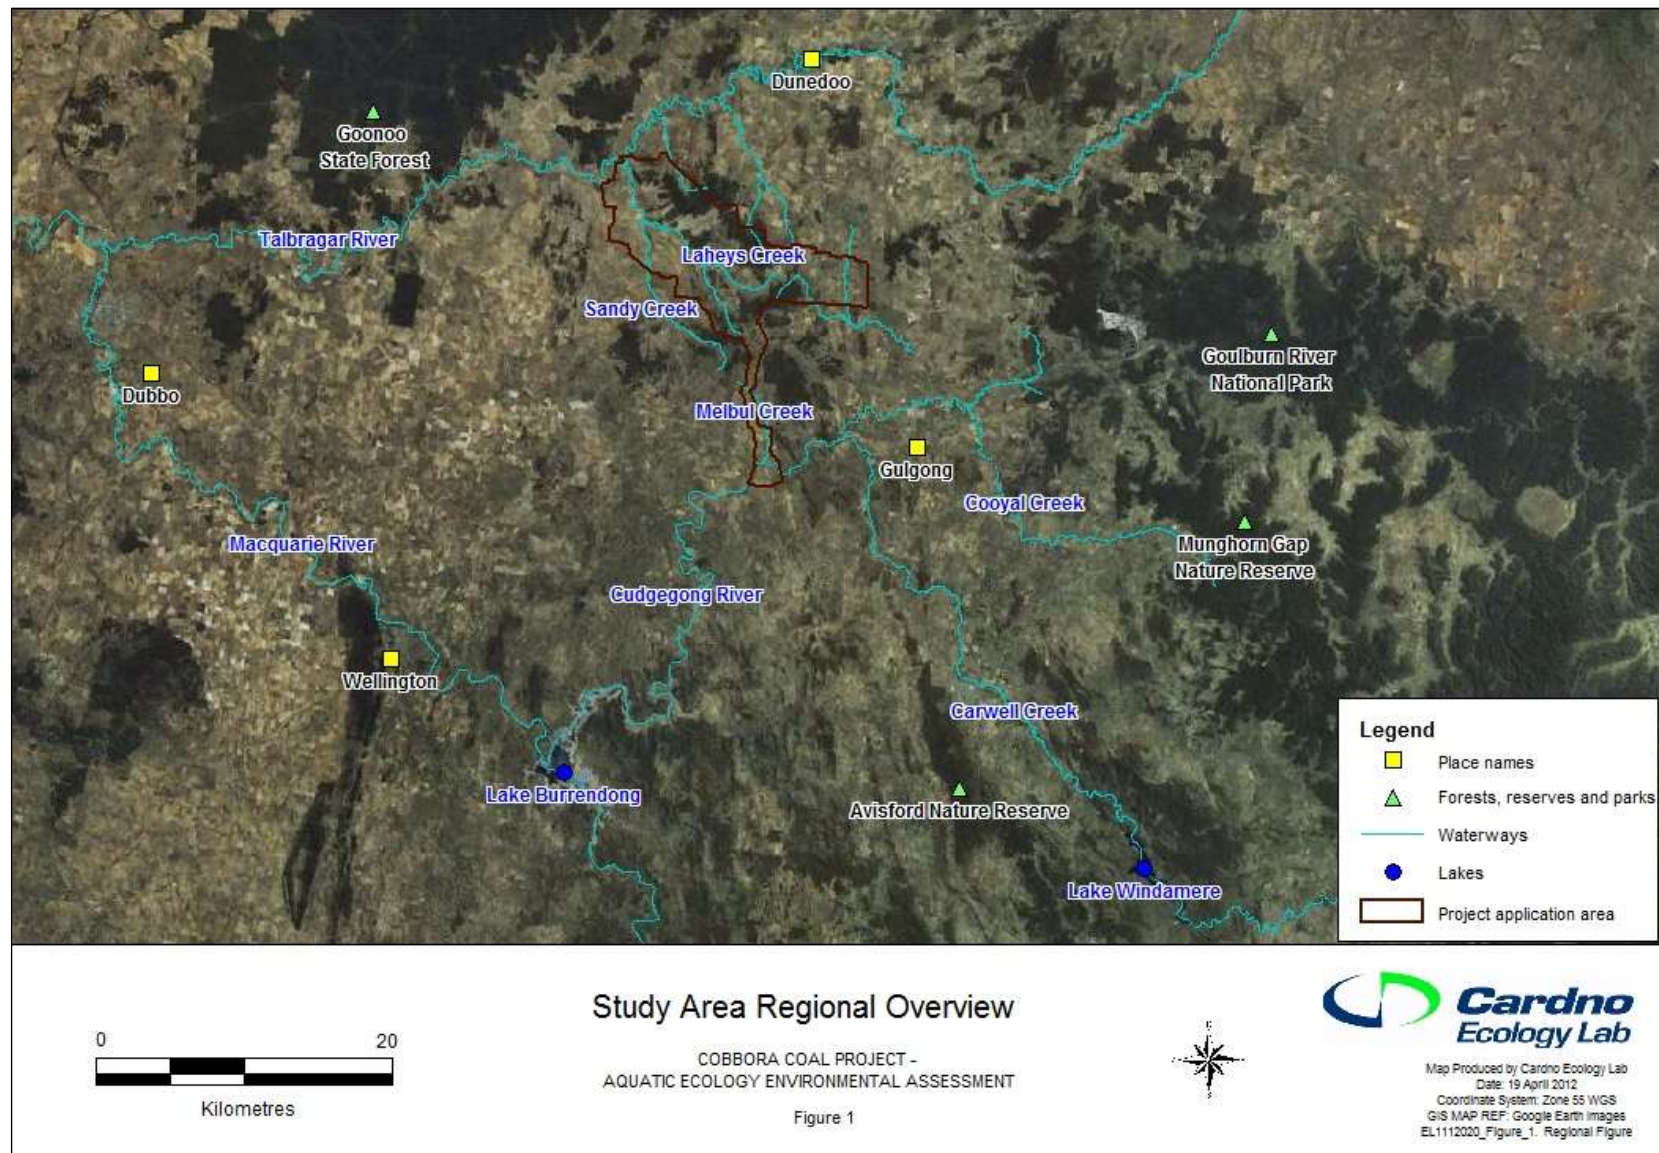 Dunedoo
Goonoo
State Forest
Talbragar River
Laheys Creek
Sandy Creek
Goulburn River
National Park
Dubbo
Melbul Creek
Gulgong
Cooyal Creek
Macquarie River
Munghorn Gap
Nature Reserve
Cudgegong River
Wellington
Carwell Creek
Lake Burrendong
Avisford Nature Reserve
Lake Windamere
Legend
Place names
Forests, reserves and parks
Waterways
Lakes
Project application area
0 20
Kilometres
Study Area Regional Overview
COBBORA COAL PROJECT -
AQUATIC ECOLOGY ENVIRONMENTAL ASSESSMENT
Figure 1
Cardno
Ecology Lab
Map Produced by Cardno Ecology Lab
Date: 19 April 2012
Coordinate System: Zone 55 WGS
GIS MAP REF: Google Earth Images
EL1112020_Figure_1. Regional Figure